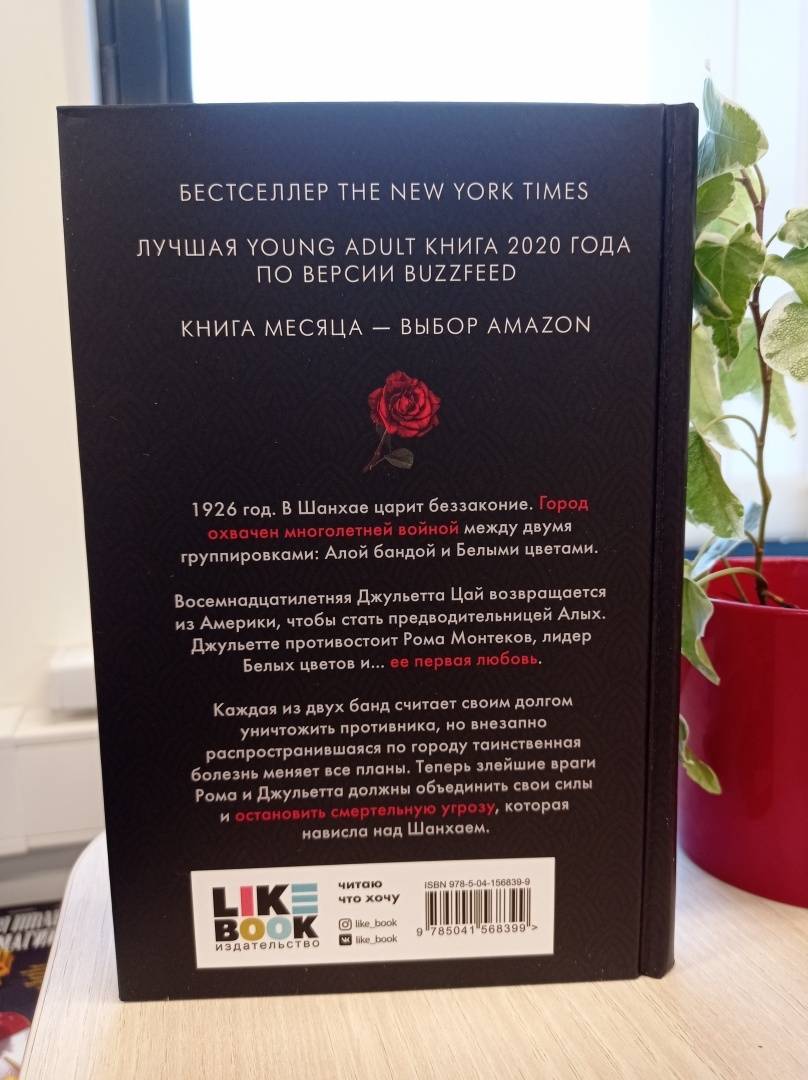 БЕСТСЕЛЛЕР THE NEW YORK TIMES
ЛУЧШАЯ YOUNG ADULT КНИГА 2020 ГОДА
ПО ВЕРСИИ BUZZFEED
КНИГА МЕСЯЦА — ВЫБОР AMAZON
1926 год. В Шанхае царит беззаконие. Город
охвачен многолетней войной между двумя
группировками: Алой бандой и Белыми цветами.
Восемнадцатилетняя Джульетта Цай возвращается
из Америки, чтобы стать предводительницей Алых.
Джульетте противостоит Рома Монтеков, лидер
Белых цветов и... ее первая любовь.
Каждая из двух банд считает своим долгом
уничтожить противника, но внезапно
распространившаяся по городу таинственная
болезнь меняет все планы. Теперь злейшие враги
Рома и Джульетта должны объединить свои силы
и остановить смертельную угрозу, которая
нависла над Шанхаем.
LIKE
BOOK
издательство
читаю
что хочу
like_book
like_book
ISBN 978-5-04-156839-9
9 785041 568399 >